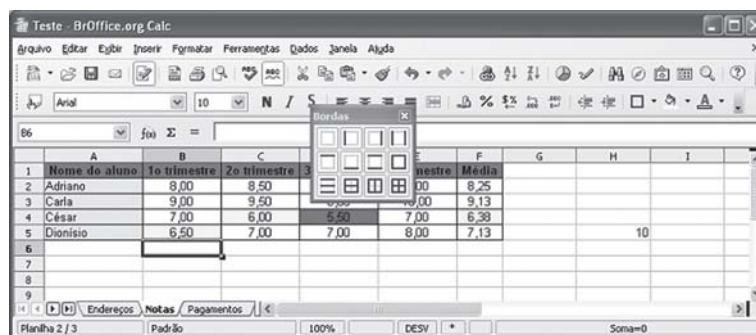 Teste - BrOffice.org Calc
Arquivo Editar Exibir Inserir Formatar Ferramentas Dados Janela Ajuda
Arial 10 N I S
Bordas
B6 f(x) Σ =
A B C E F G H I
1 Nome do aluno 1o trimestre 2o trimestre 3 mestre Média
2 Adriano 8,00 8,50 00 8,25
3 Carla 9,00 9,50 9,13
4 César 7,00 6,00 5,50 7,00 6,38
5 Dionísio 6,50 7,00 7,00 8,00 7,13 10
6
7
8
9
Endereços Notas Pagamentos
Planilha 2 / 3 Padrão 100% DESV * Soma=0